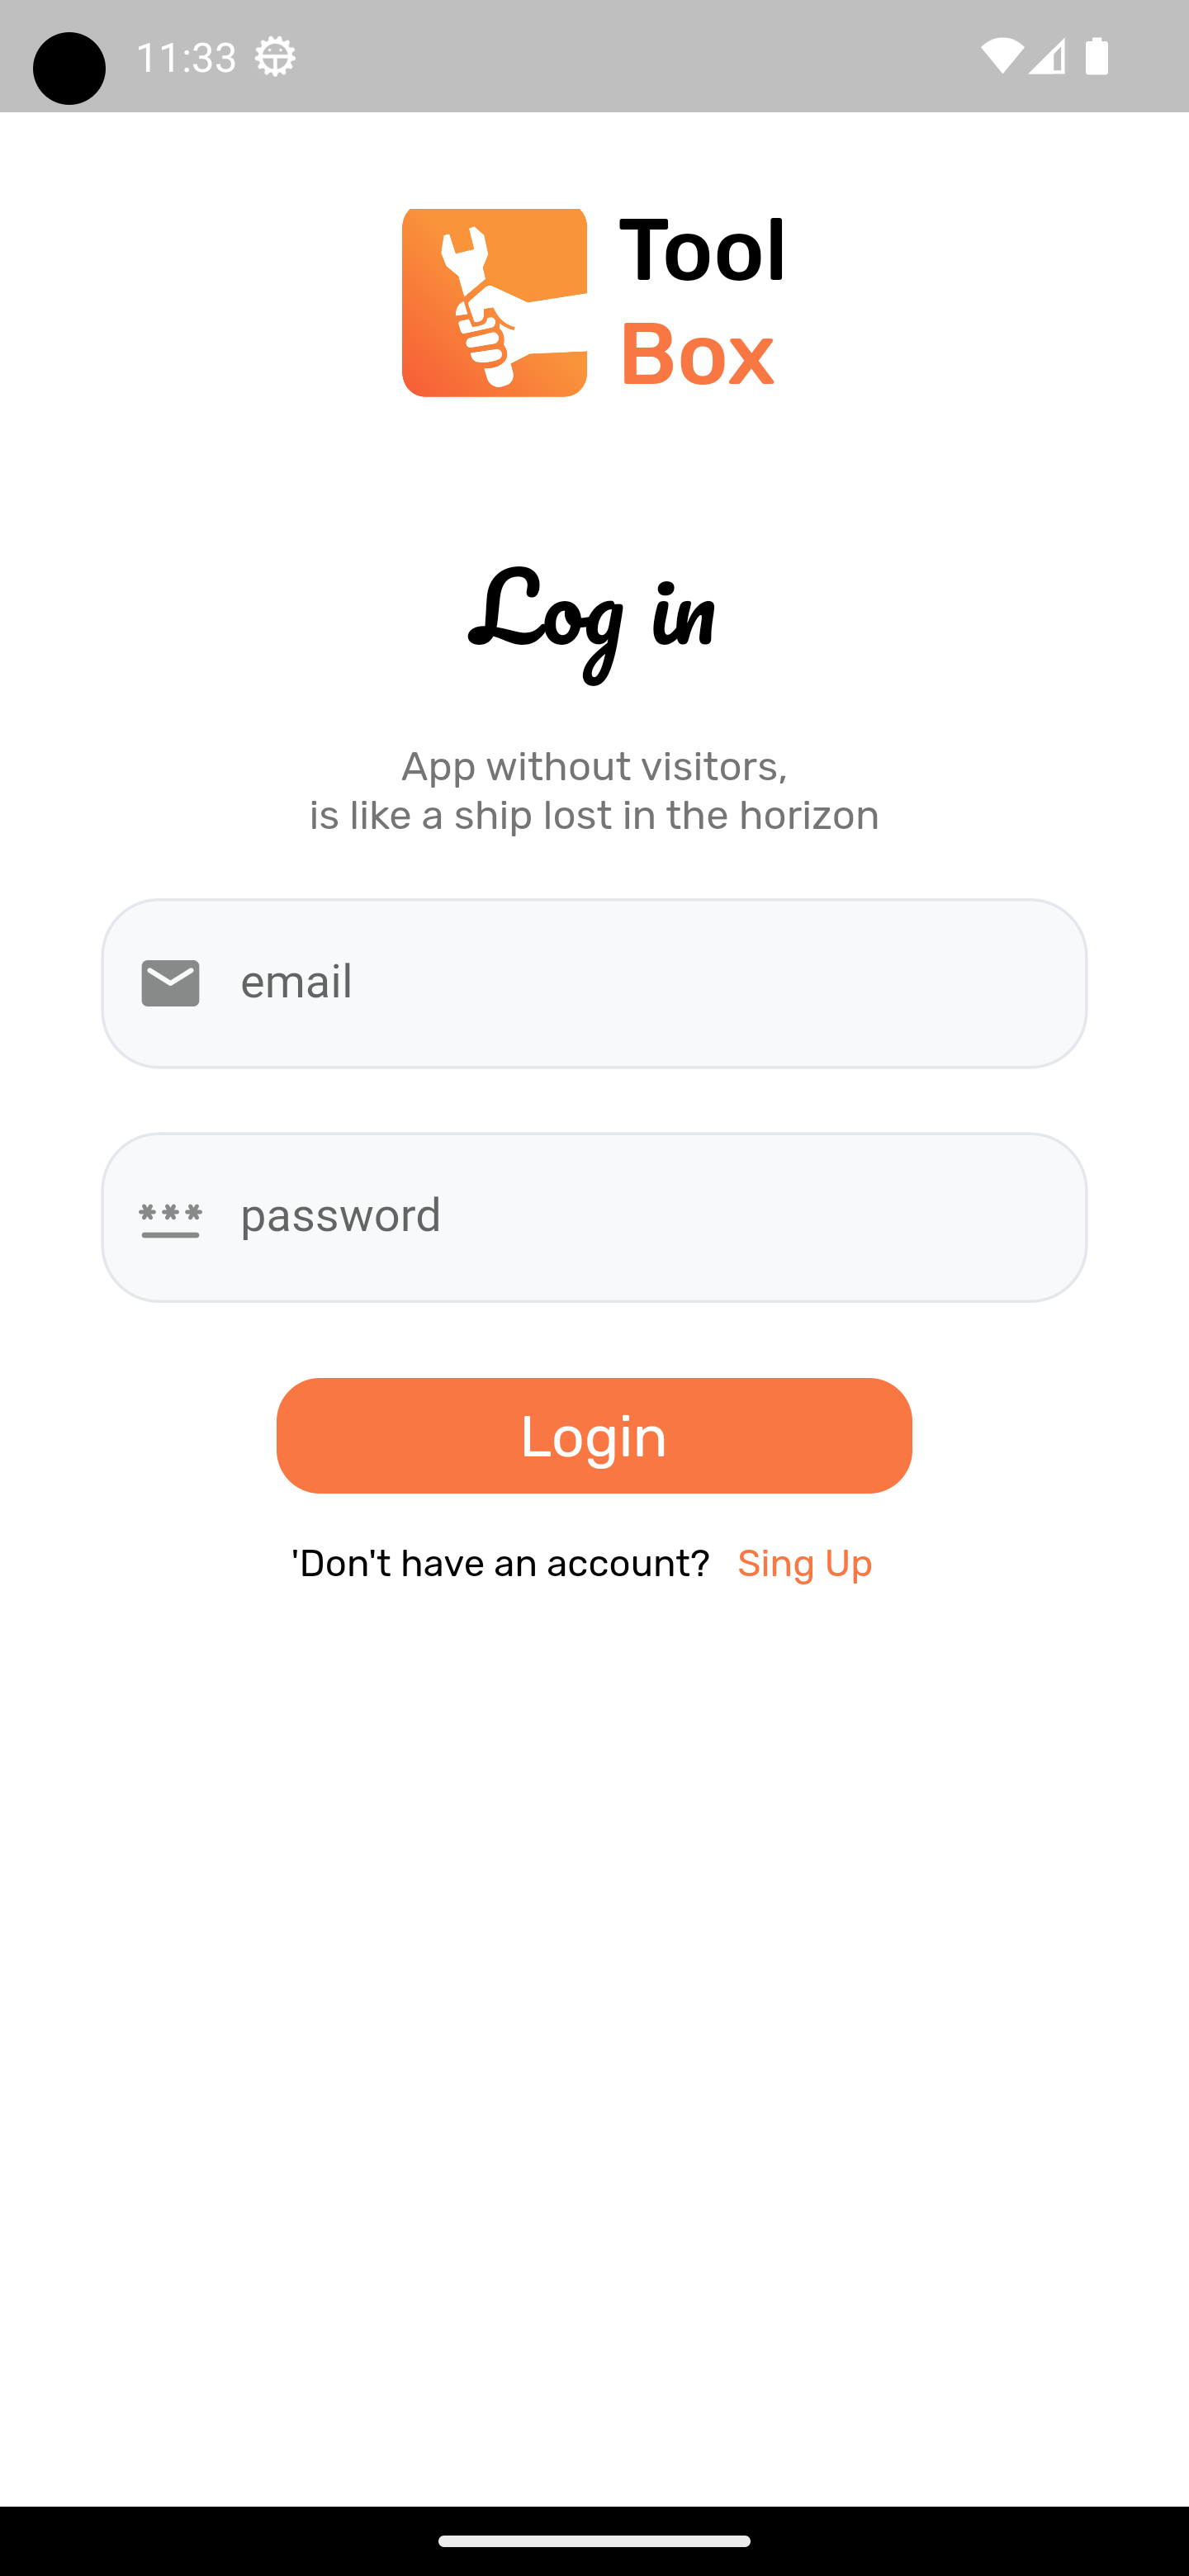 11:33
Tool
Box
Log in
App without visitors,
is like a ship lost in the horizon
email
*** password
Login
'Don't have an account? Sing Up